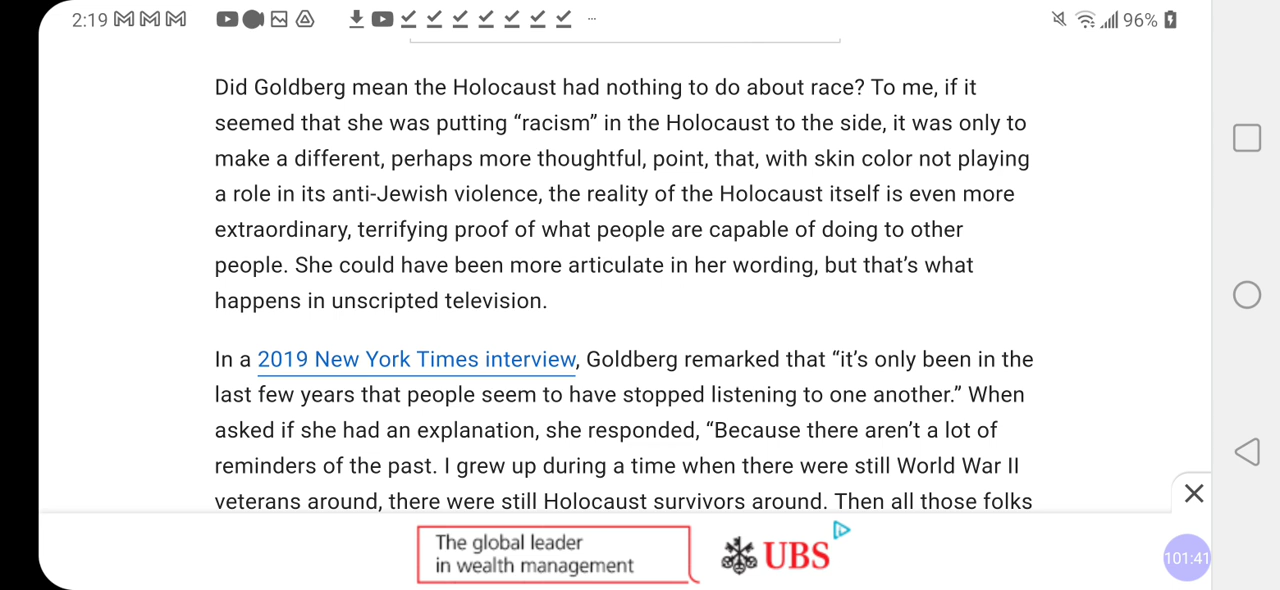 2:19
96%
Did Goldberg mean the Holocaust had nothing to do about race? To me, if it
seemed that she was putting “racism” in the Holocaust to the side, it was only to
make a different, perhaps more thoughtful, point, that, with skin color not playing
a role in its anti-Jewish violence, the reality of the Holocaust itself is even more
extraordinary, terrifying proof of what people are capable of doing to other
people. She could have been more articulate in her wording, but that’s what
happens in unscripted television.
In a 2019 New York Times interview, Goldberg remarked that “it’s only been in the
last few years that people seem to have stopped listening to one another.” When
asked if she had an explanation, she responded, “Because there aren’t a lot of
reminders of the past. I grew up during a time when there were still World War II
veterans around, there were still Holocaust survivors around. Then all those folks
The global leader
in wealth management
UBS
101:41